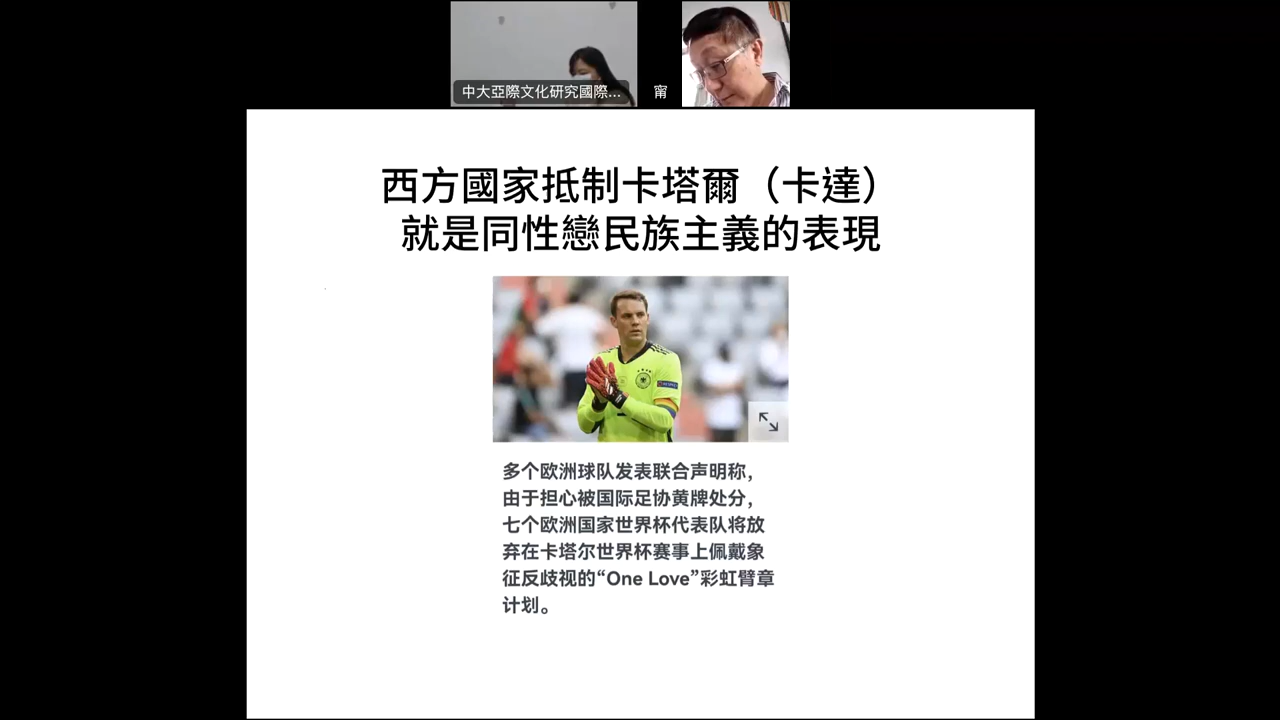 中大亞際文化研究國際...
甯
西方國家抵制卡塔爾（卡達）
就是同性戀民族主義的表現
多个欧洲球队发表联合声明称，
由于担心被国际足协黄牌处分，
七个欧洲国家世界杯代表队将放
弃在卡塔尔世界杯赛事上佩戴象
征反歧视的“One Love”彩虹臂章
计划。